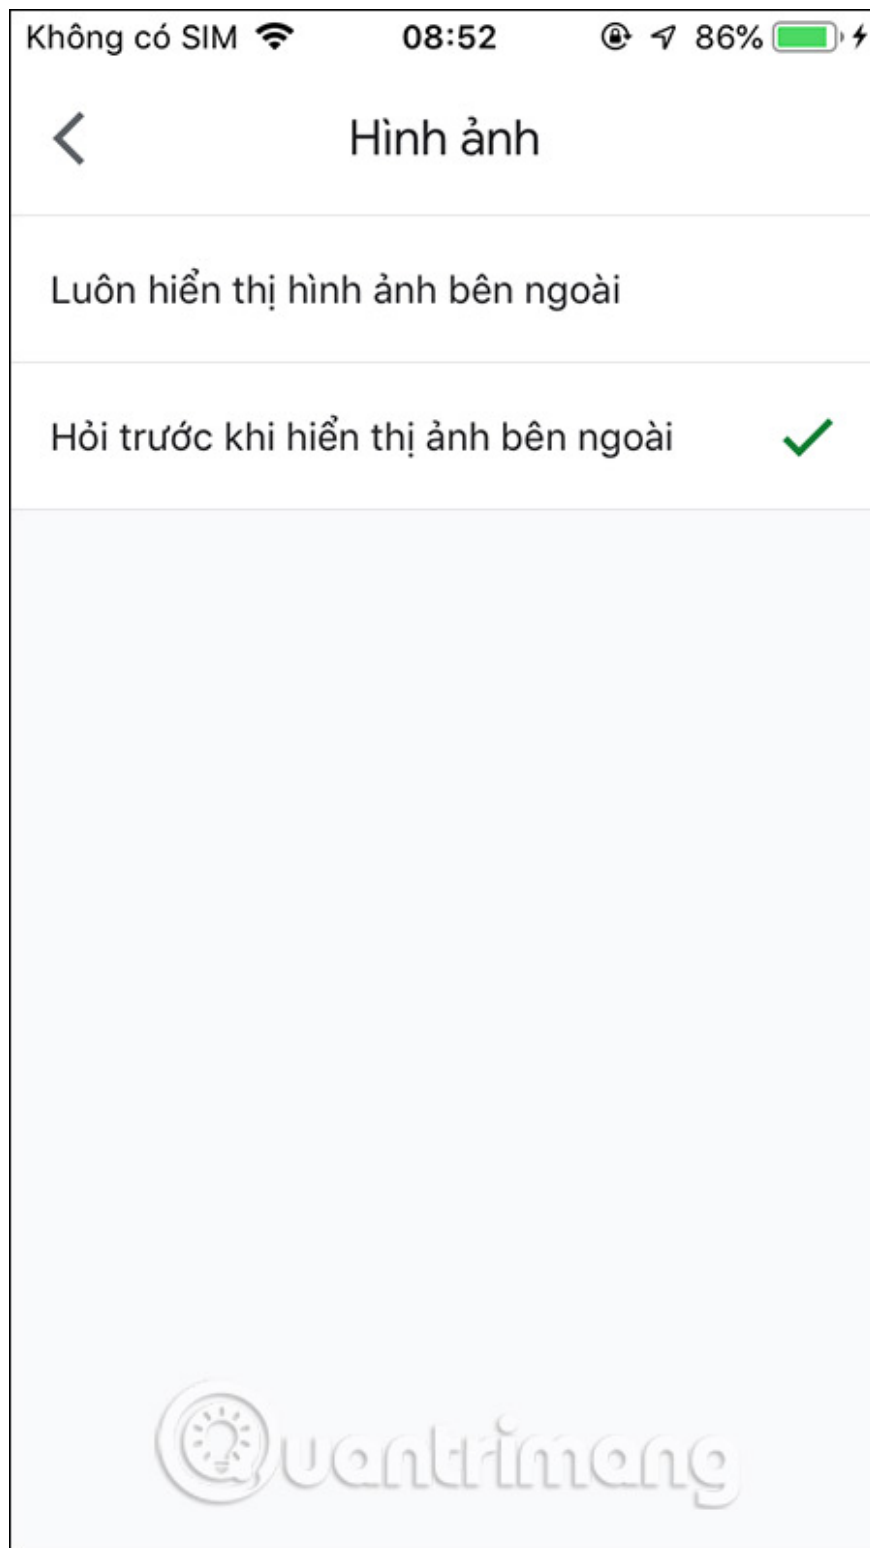 Không có SIM 08:52 86%
Hình ảnh
Luôn hiển thị hình ảnh bên ngoài
Hỏi trước khi hiển thị ảnh bên ngoài
Quantrimang